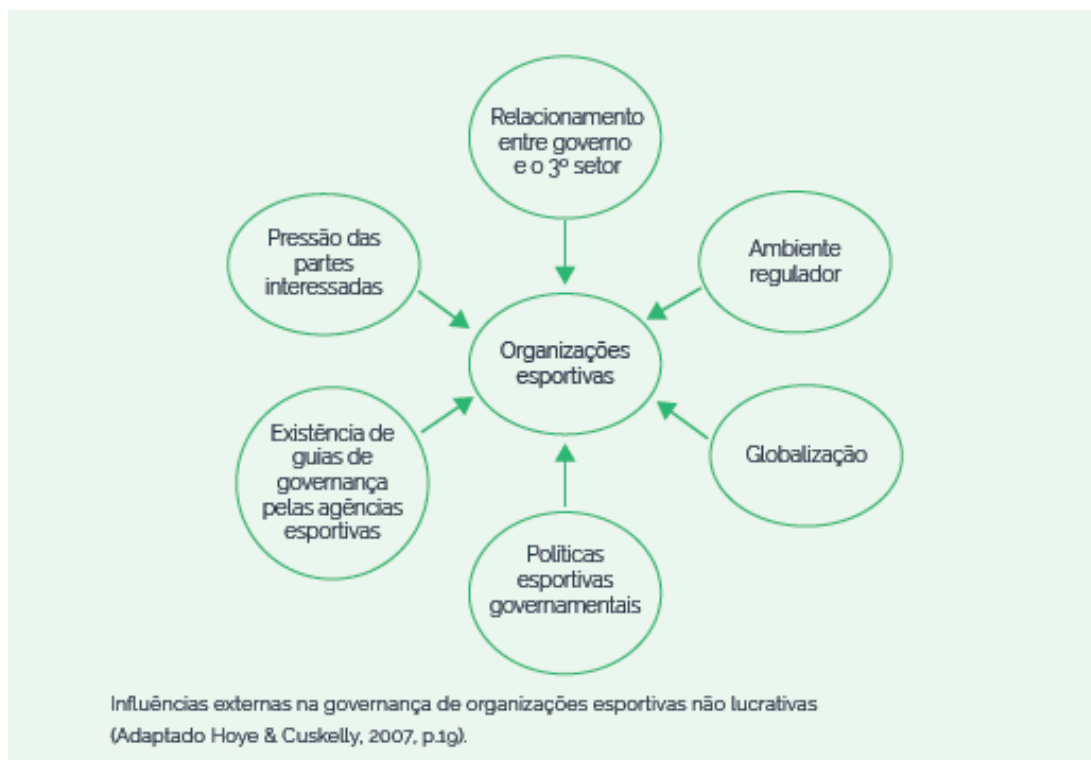 Relacionamento
entre governo
e o 3º setor
Pressão das
partes
interessadas
Ambiente
regulador
Organizações
esportivas
Existência de
guias de
governança
pelas agências
esportivas
Globalização
Políticas
esportivas
governamentais
Influências externas na governança de organizações esportivas não lucrativas
(Adaptado Hoye & Cuskelly, 2007, p.19).